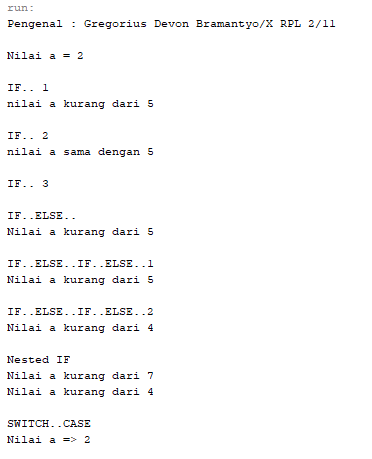 run:
Pengenal : Gregorius Devon Bramantyo/X RPL 2/11
Nilai a = 2
IF.. 1
nilai a kurang dari 5
IF.. 2
nilai a sama dengan 5
IF.. 3
IF..ELSE..
Nilai a kurang dari 5
IF..ELSE..IF..ELSE..1
Nilai a kurang dari 5
IF..ELSE..IF..ELSE..2
Nilai a kurang dari 4
Nested IF
Nilai a kurang dari 7
Nilai a kurang dari 4
SWITCH..CASE
Nilai a => 2